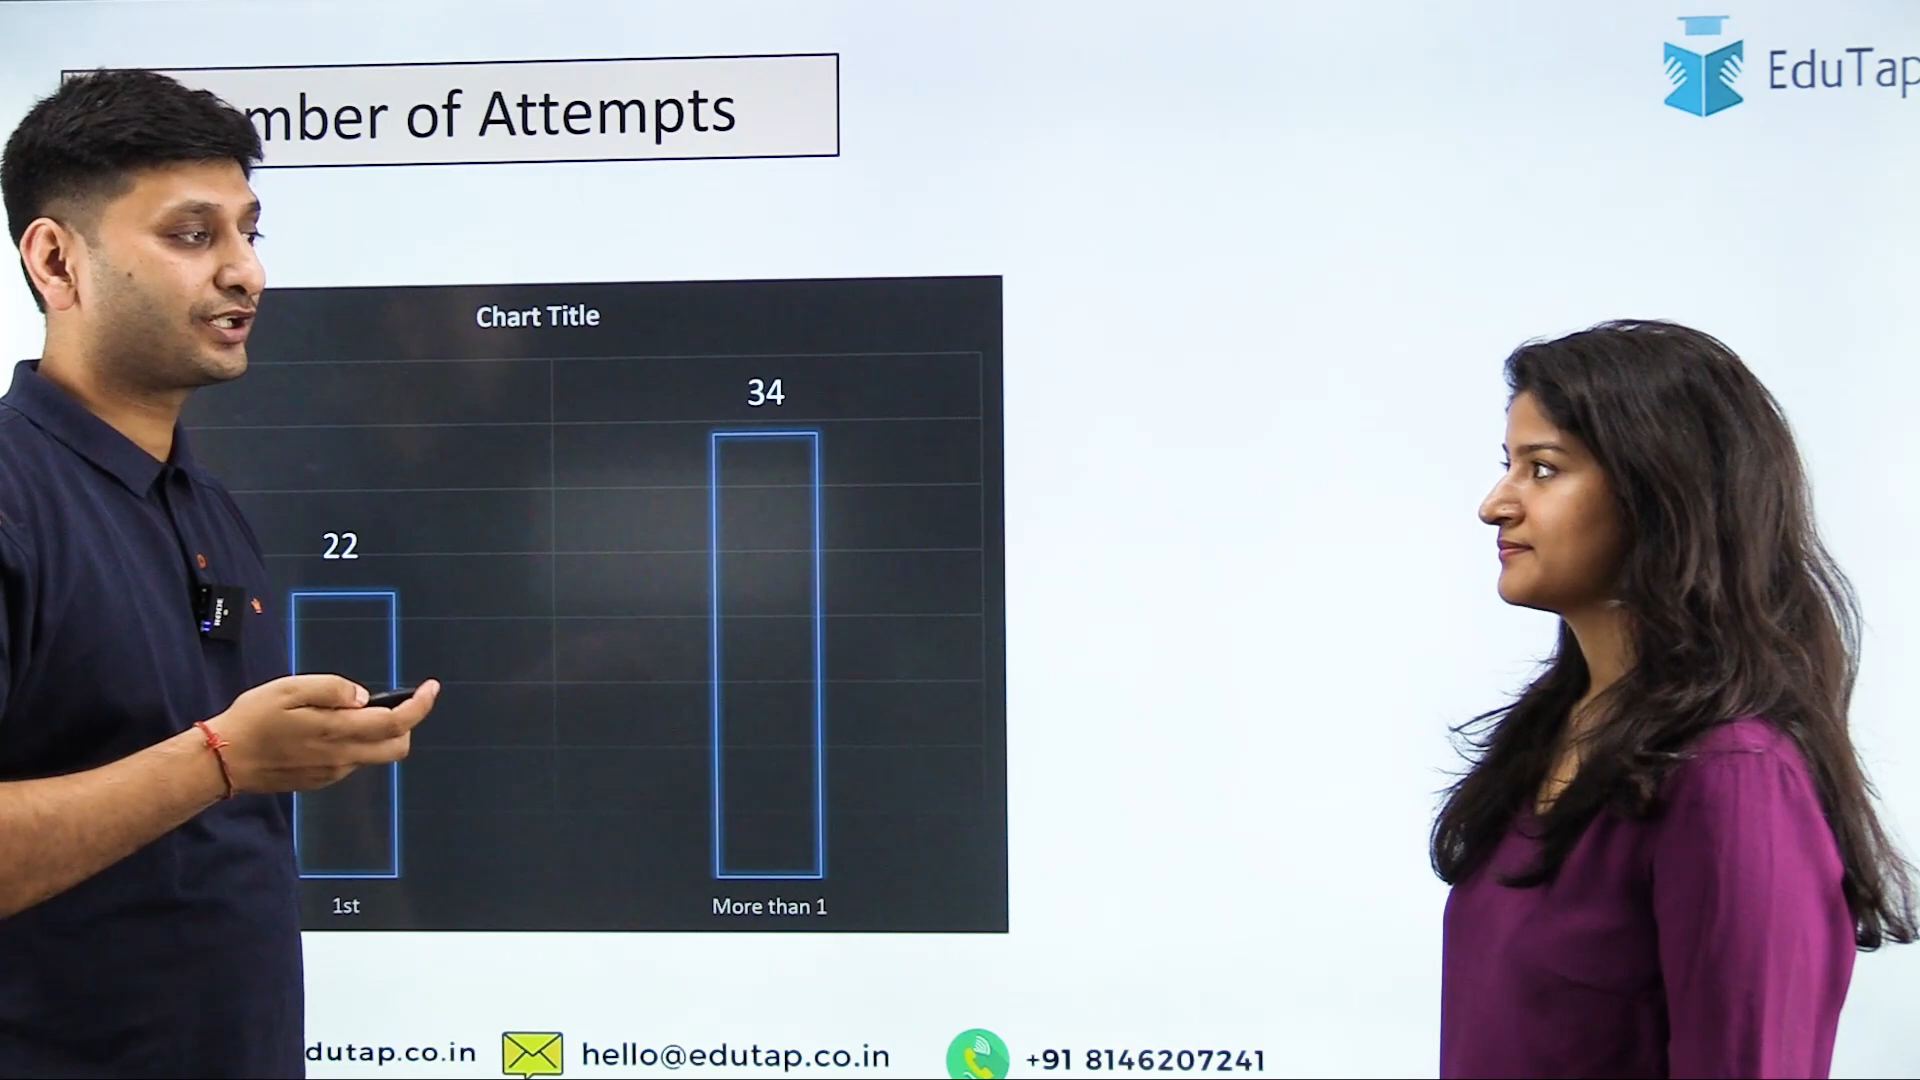 mber of Attempts
EduTap
Chart Title
34
22
1st
More than 1
dutap.co.in
hello@edutap.co.in
+91 8146207241
RODE